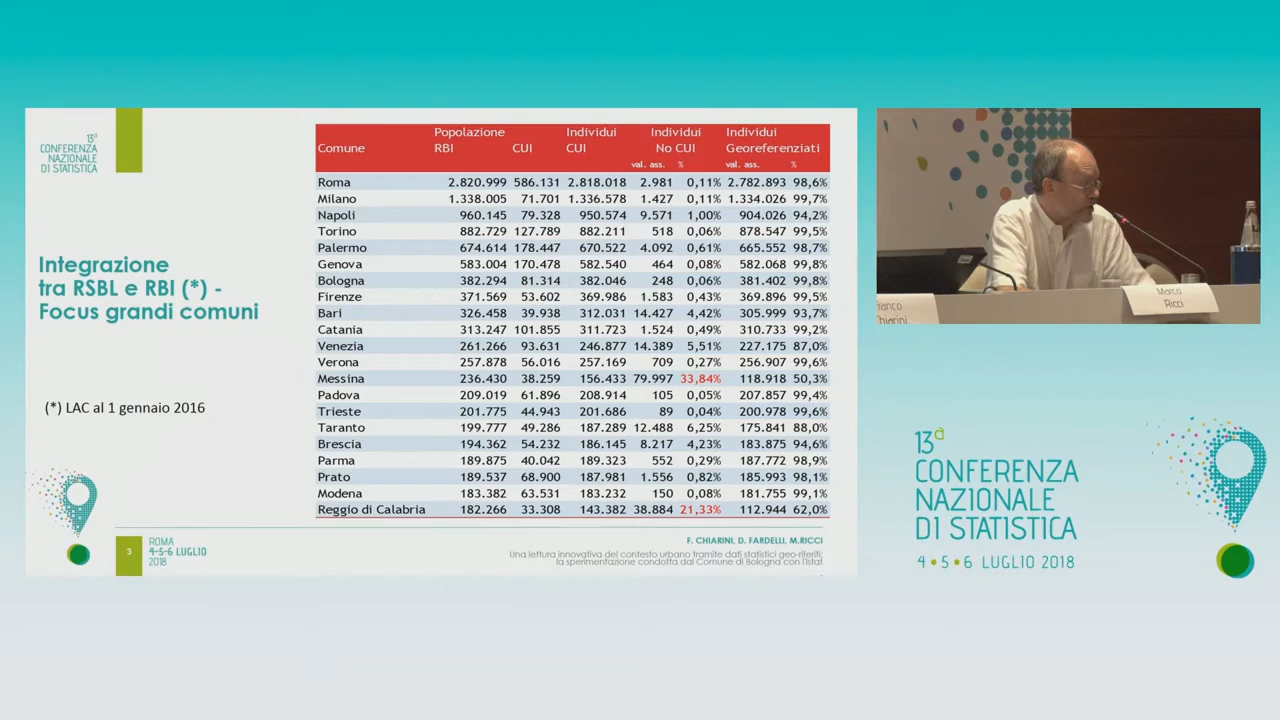 13ª
CONFERENZA
NAZIONALE
DI STATISTICA
Integrazione
tra RSBL e RBI (*) -
Focus grandi comuni
(*) LAC al 1 gennaio 2016
Popolazione Individui Individui Individui
Comune RBI CUI CUI No CUI Georeferenziati
val. ass. % val. ass. %
Roma 2.820.999 586.131 2.818.018 2.981 0,11% 2.782.893 98,6%
Milano 1.338.005 71.701 1.336.578 1.427 0,11% 1.334.026 99,7%
Napoli 960.145 79.328 950.574 9.571 1,00% 904.026 94,2%
Torino 882.729 127.789 882.211 518 0,06% 878.547 99,5%
Palermo 674.614 178.447 670.522 4.092 0,61% 665.552 98,7%
Genova 583.004 170.478 582.540 464 0,08% 582.068 99,8%
Bologna 382.294 81.314 382.046 248 0,06% 381.402 99,8%
Firenze 371.569 53.602 369.986 1.583 0,43% 369.896 99,5%
Bari 326.458 39.938 312.031 14.427 4,42% 305.999 93,7%
Catania 313.247 101.855 311.723 1.524 0,49% 310.733 99,2%
Venezia 261.266 93.631 246.877 14.389 5,51% 227.175 87,0%
Verona 257.878 56.016 257.169 709 0,27% 256.907 99,6%
Messina 236.430 38.259 156.433 79.997 33,84% 118.918 50,3%
Padova 209.019 61.896 208.914 105 0,05% 207.857 99,4%
Trieste 201.775 44.943 201.686 89 0,04% 200.978 99,6%
Taranto 199.777 49.286 187.289 12.488 6,25% 175.841 88,0%
Brescia 194.362 54.232 186.145 8.217 4,23% 183.875 94,6%
Parma 189.875 40.042 189.323 552 0,29% 187.772 98,9%
Prato 189.537 68.900 187.981 1.556 0,82% 185.993 98,1%
Modena 183.382 63.531 183.232 150 0,08% 181.755 99,1%
Reggio di Calabria 182.266 33.308 143.382 38.884 21,33% 112.944 62,0%
3
ROMA
4-5-6 LUGLIO
2018
F. CHIARINI, D. FARDELLI, M.RICCI
Una lettura innovativa del contesto urbano tramite dati statistici geo-riferiti:
la sperimentazione condotta dal Comune di Bologna con l'Istat
Marco
Ricci
13ª
CONFERENZA
NAZIONALE
DI STATISTICA
4•5•6 LUGLIO 2018